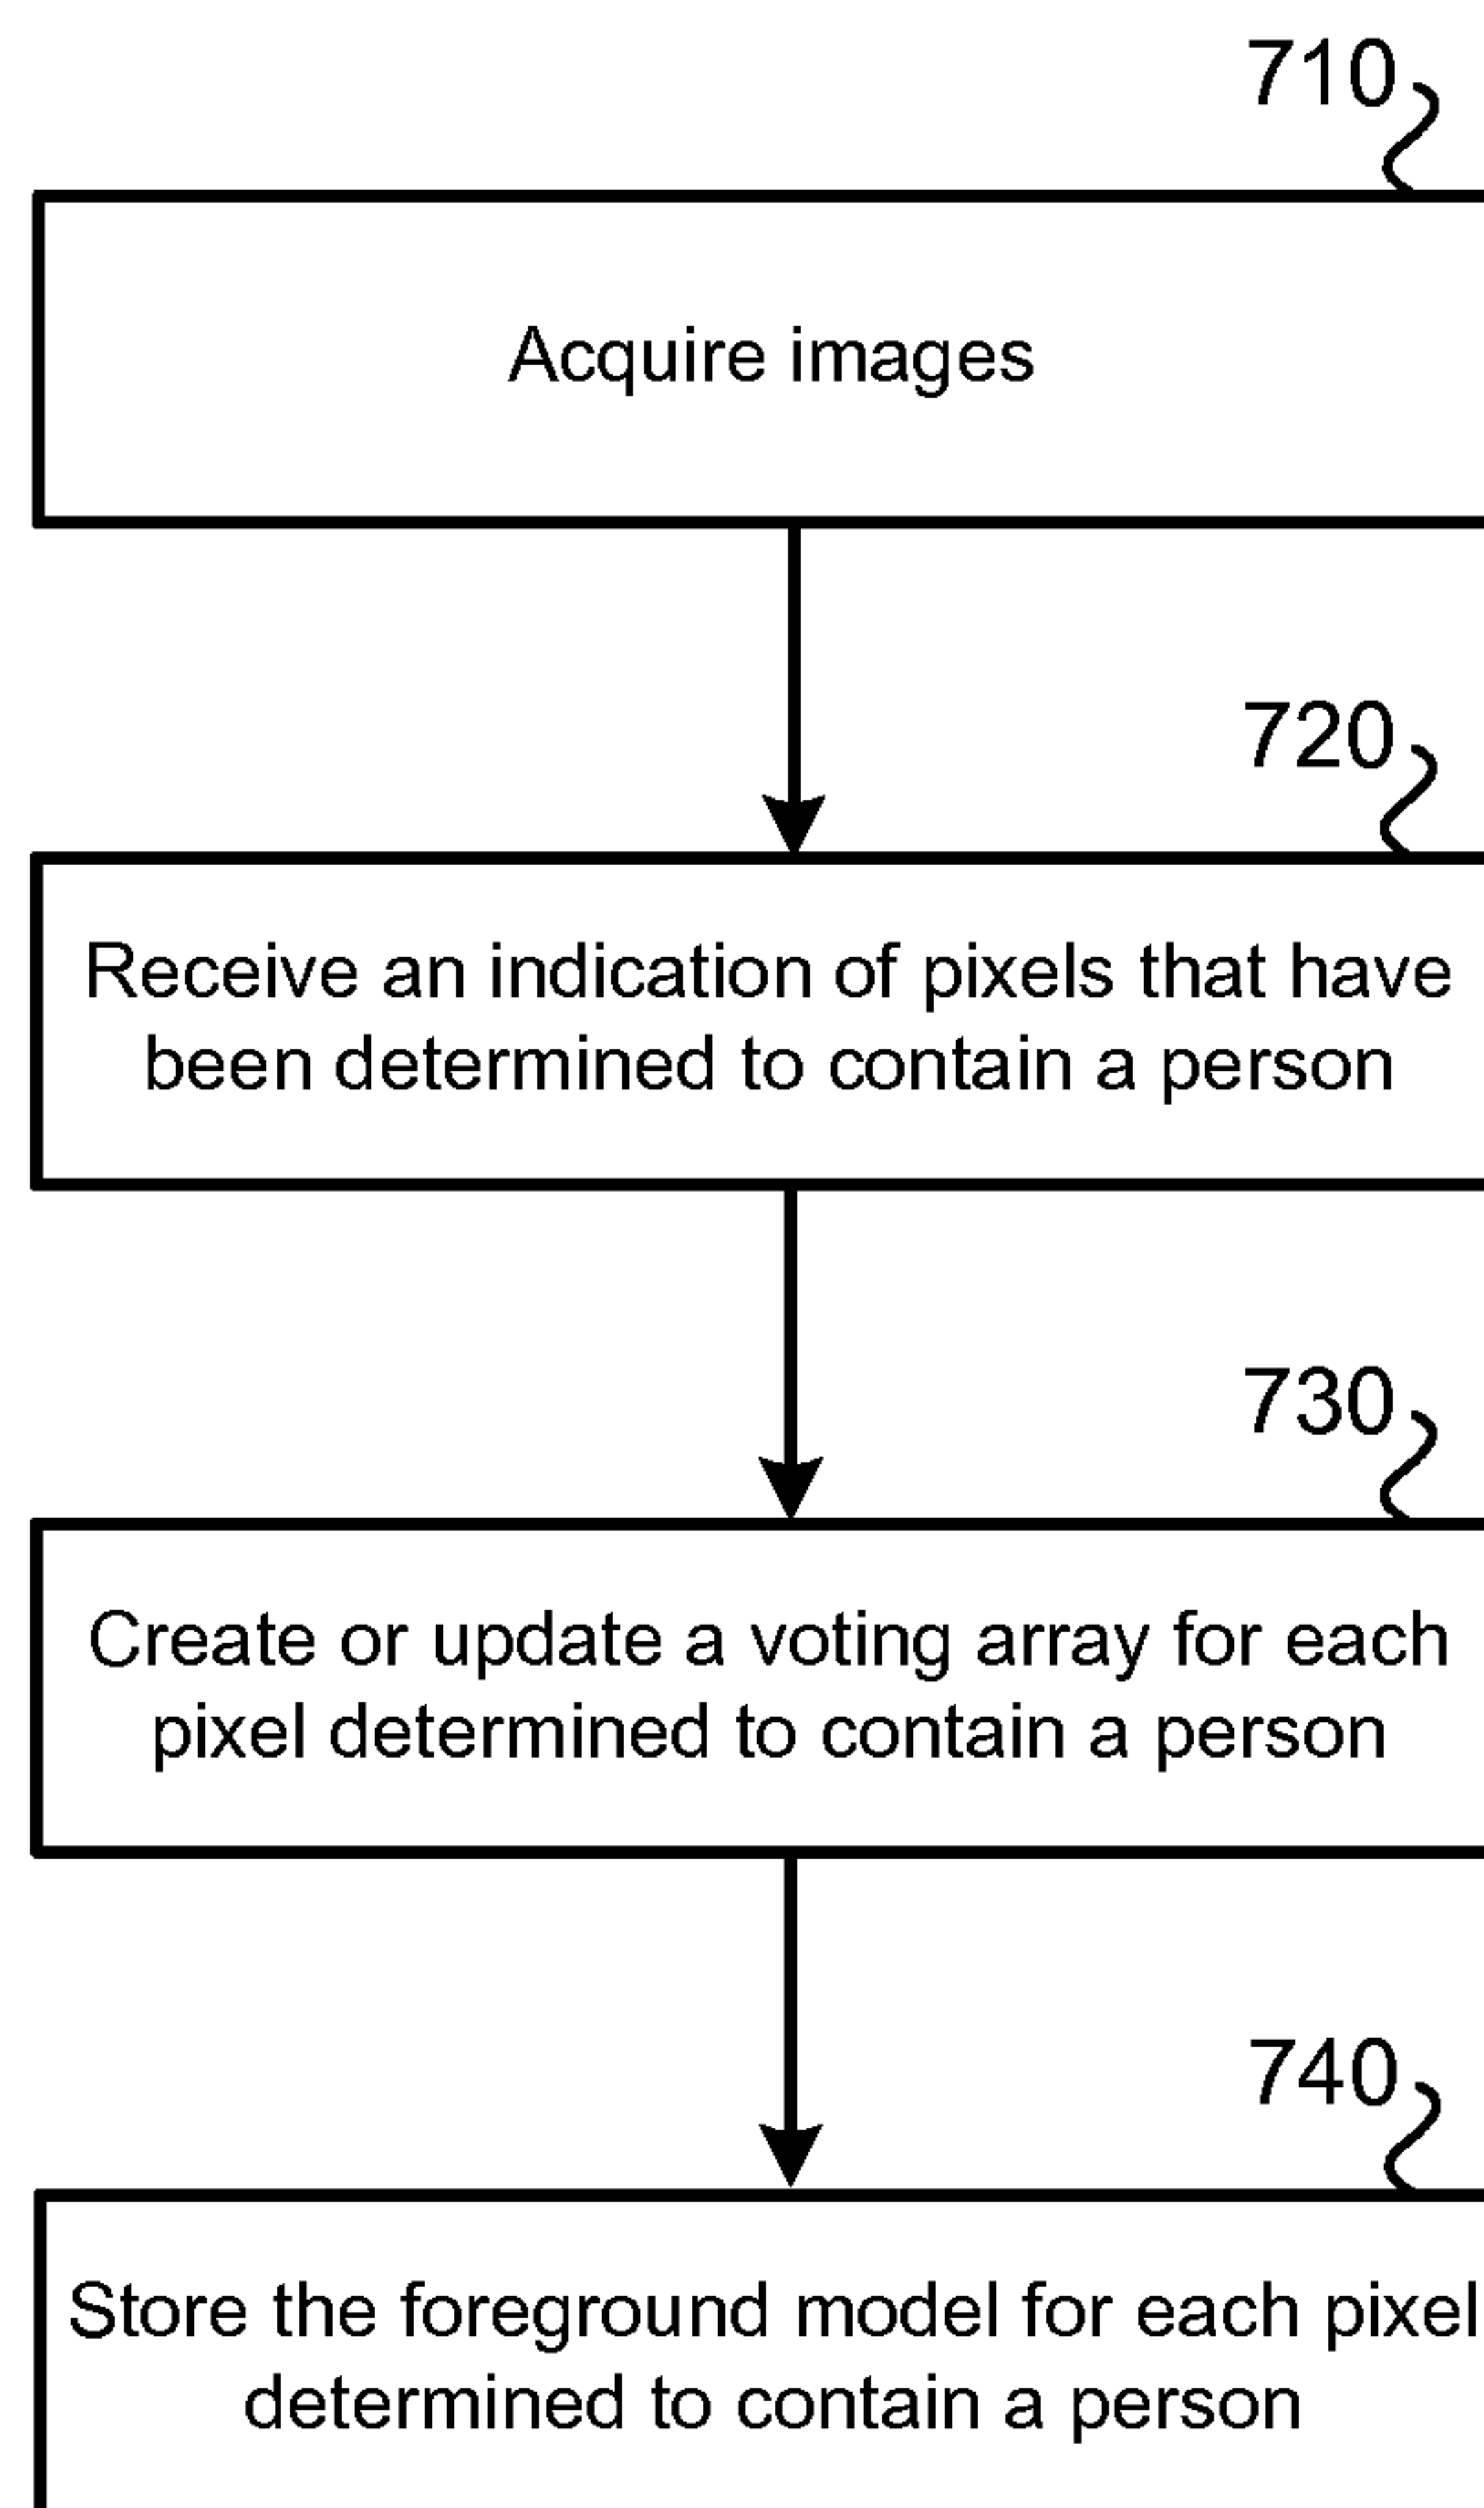 710
Acquire images
720
Receive an indication of pixels that have
been determined to contain a person
730
Create or update a voting array for each
pixel determined to contain a person
740
Store the foreground model for each pixel
determined to contain a person